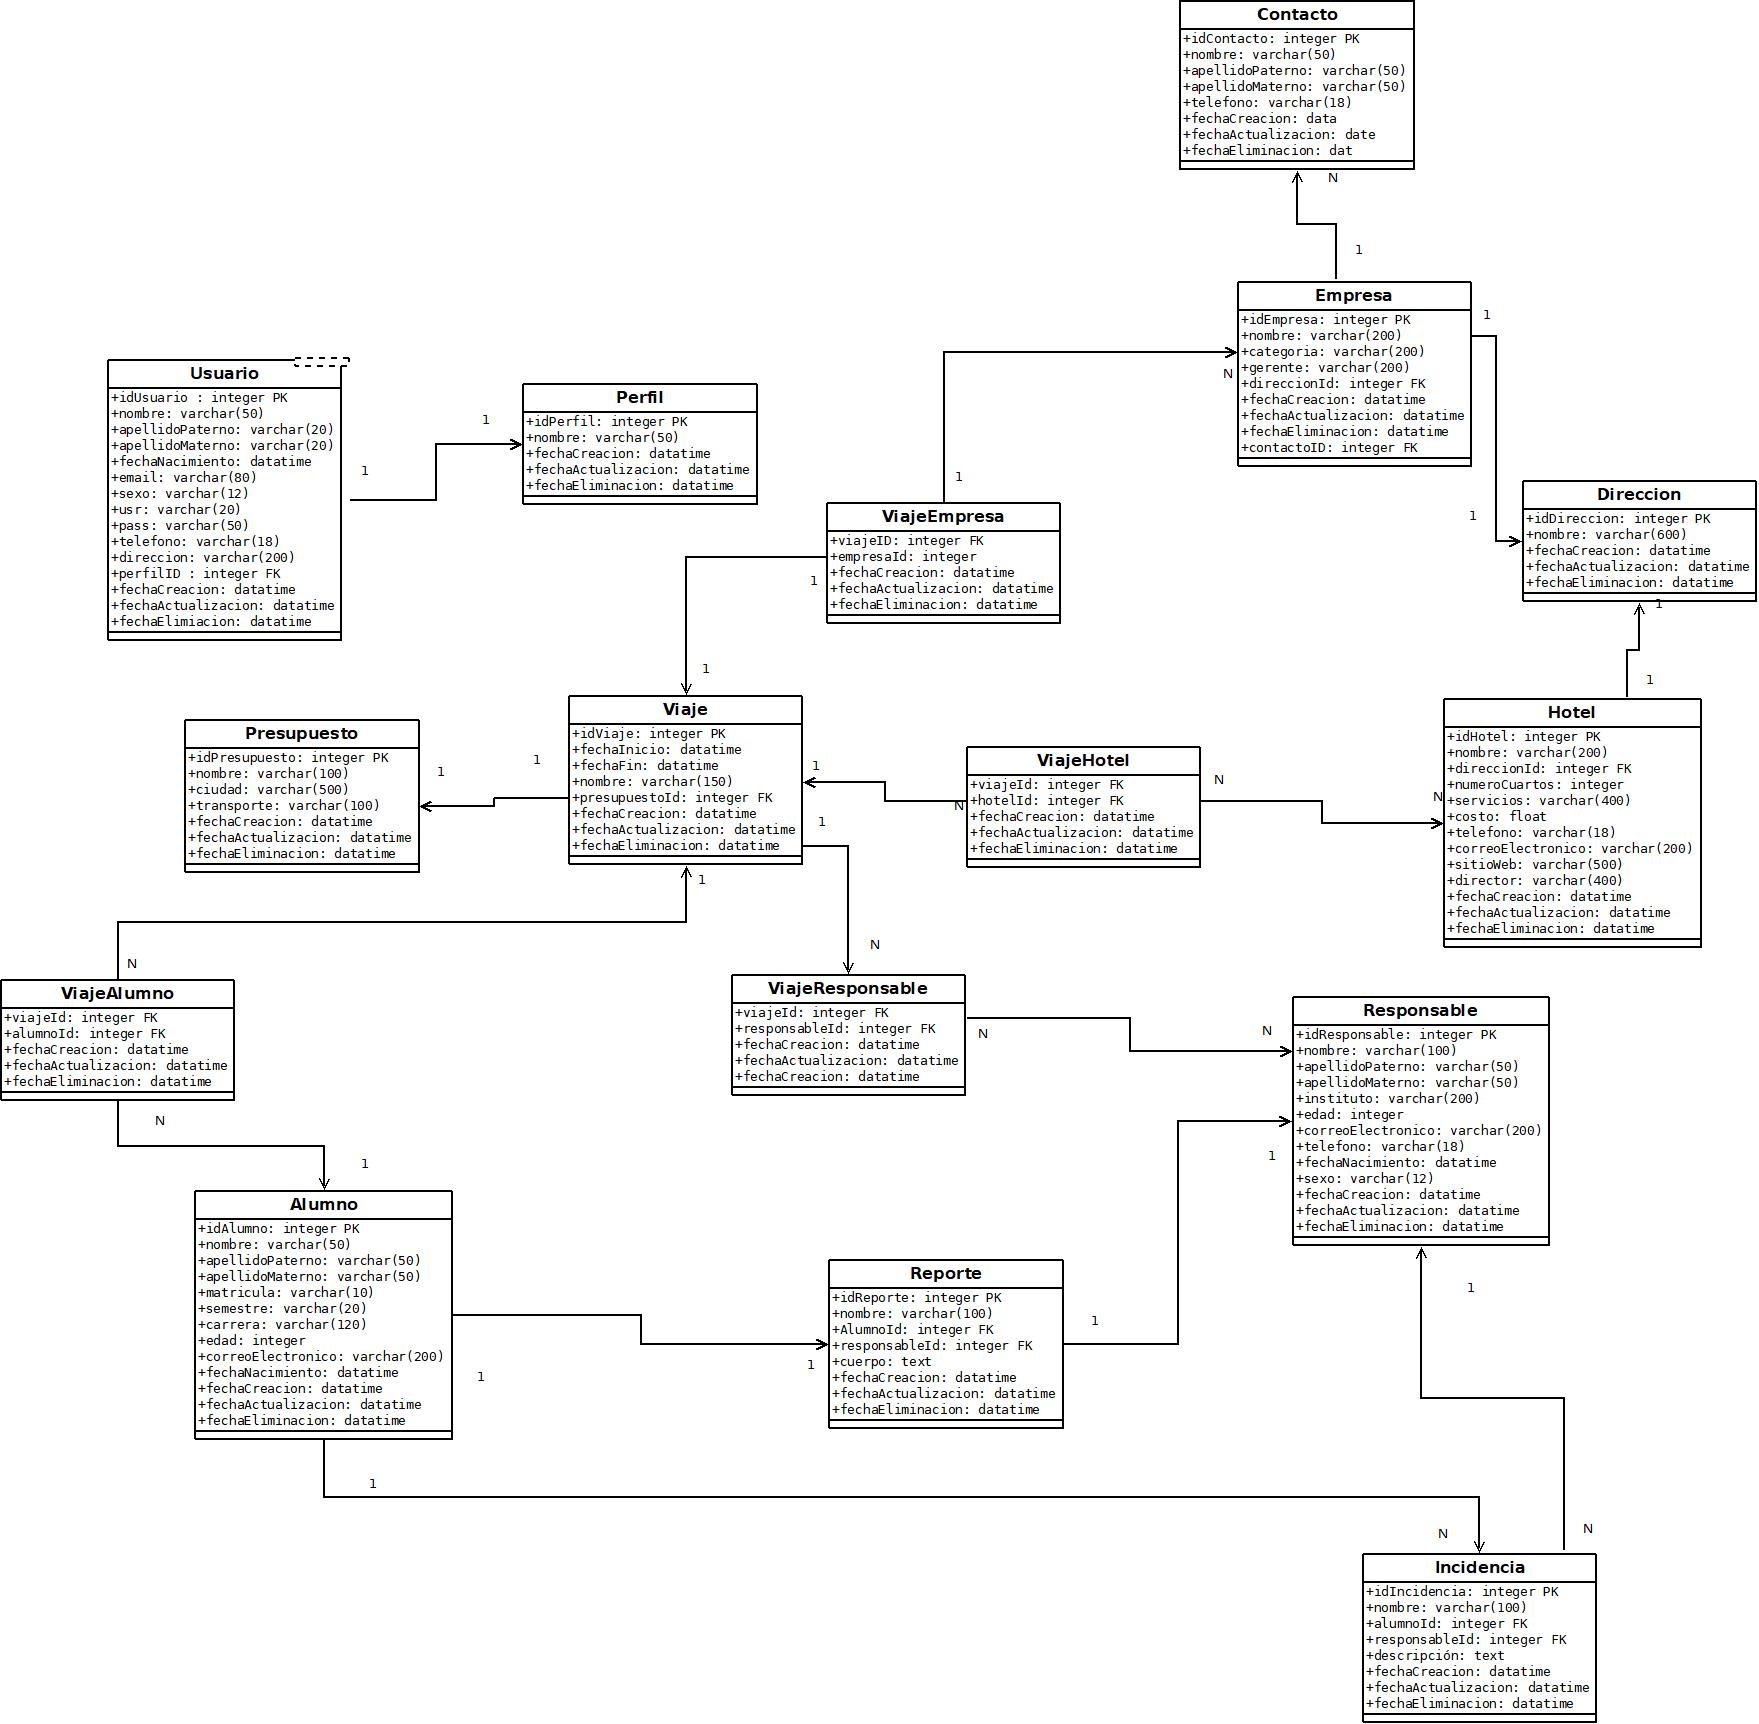 Contacto
+idContacto: integer PK
+nombre: varchar(50)
+apellidoPaterno: varchar(50)
+apellidoMaterno: varchar(50)
+telefono: varchar(18)
+fechaCreacion: data
+fechaActualizacion: date
+fechaEliminacion: dat
N
1
Empresa
+idEmpresa: integer PK
+nombre: varchar(200)
+categoria: varchar(200)
+gerente: varchar(200)
+direccionId: integer FK
+fechaCreacion: datatime
+fechaActualizacion: datatime
+fechaEliminacion: datatime
+contactoID: integer FK
1
N
1
1
Usuario
+idUsuario : integer PK
+nombre: varchar(50)
+apellidoPaterno: varchar(20)
+apellidoMaterno: varchar(20)
+fechaNacimiento: datatime
+email: varchar(80)
+sexo: varchar(12)
+usr: varchar(20)
+pass: varchar(50)
+telefono: varchar(18)
+direccion: varchar(200)
+perfilID : integer FK
+fechaCreacion: datatime
+fechaActualizacion: datatime
+fechaElimiacion: datatime
1
1
Perfil
+idPerfil: integer PK
+nombre: varchar(50)
+fechaCreacion: datatime
+fechaActualizacion: datatime
+fechaEliminacion: datatime
ViajeEmpresa
+viajeID: integer FK
+empresaId: integer
+fechaCreacion: datatime
+fechaActualizacion: datatime
+fechaEliminacion: datatime
1
1
Direccion
+idDireccion: integer PK
+nombre: varchar(600)
+fechaCreacion: datatime
+fechaActualizacion: datatime
+fechaEliminacion: datatime
1
1
1
Presupuesto
+idPresupuesto: integer PK
+nombre: varchar(100)
+ciudad: varchar(500)
+transporte: varchar(100)
+fechaCreacion: datatime
+fechaActualizacion: datatime
+fechaEliminacion: datatime
1
1
Viaje
+idViaje: integer PK
+fechaInicio: datatime
+fechaFin: datatime
+nombre: varchar(150)
+presupuestoId: integer FK
+fechaCreacion: datatime
+fechaActualizacion: datatime
+fechaEliminacion: datatime
1
1
1
N
ViajeHotel
+viajeId: integer FK
+hotelId: integer FK
+fechaCreacion: datatime
+fechaActualizacion: datatime
+fechaEliminacion: datatime
N
N
Hotel
+idHotel: integer PK
+nombre: varchar(200)
+direccionId: integer FK
+numeroCuartos: integer
+servicios: varchar(400)
+costo: float
+telefono: varchar(18)
+correoElectronico: varchar(200)
+sitioWeb: varchar(500)
+director: varchar(400)
+fechaCreacion: datatime
+fechaActualizacion: datatime
+fechaEliminacion: datatime
N
N
ViajeAlumno
+viajeId: integer FK
+alumnoId: integer FK
+fechaCreacion: datatime
+fechaActualizacion: datatime
+fechaEliminacion: datatime
N
1
ViajeResponsable
+viajeId: integer FK
+responsableId: integer FK
+fechaCreacion: datatime
+fechaActualizacion: datatime
+fechaCreacion: datatime
N
N
Responsable
+idResponsable: integer PK
+nombre: varchar(100)
+apellidoPaterno: varchar(50)
+apellidoMaterno: varchar(50)
+instituto: varchar(200)
+edad: integer
+correoElectronico: varchar(200)
+telefono: varchar(18)
+fechaNacimiento: datatime
+sexo: varchar(12)
+fechaCreacion: datatime
+fechaActualizacion: datatime
+fechaEliminacion: datatime
1
1
Alumno
+idAlumno: integer PK
+nombre: varchar(50)
+apellidoPaterno: varchar(50)
+apellidoMaterno: varchar(50)
+matricula: varchar(10)
+semestre: varchar(20)
+carrera: varchar(120)
+edad: integer
+correoElectronico: varchar(200)
+fechaNacimiento: datatime
+fechaCreacion: datatime
+fechaActualizacion: datatime
+fechaEliminacion: datatime
1
1
Reporte
+idReporte: integer PK
+nombre: varchar(100)
+AlumnoId: integer FK
+responsableId: integer FK
+cuerpo: text
+fechaCreacion: datatime
+fechaActualizacion: datatime
+fechaEliminacion: datatime
1
1
N
N
Incidencia
+idIncidencia: integer PK
+nombre: varchar(100)
+alumnoId: integer FK
+responsableId: integer FK
+descripción: text
+fechaCreacion: datatime
+fechaActualizacion: datatime
+fechaEliminacion: datatime